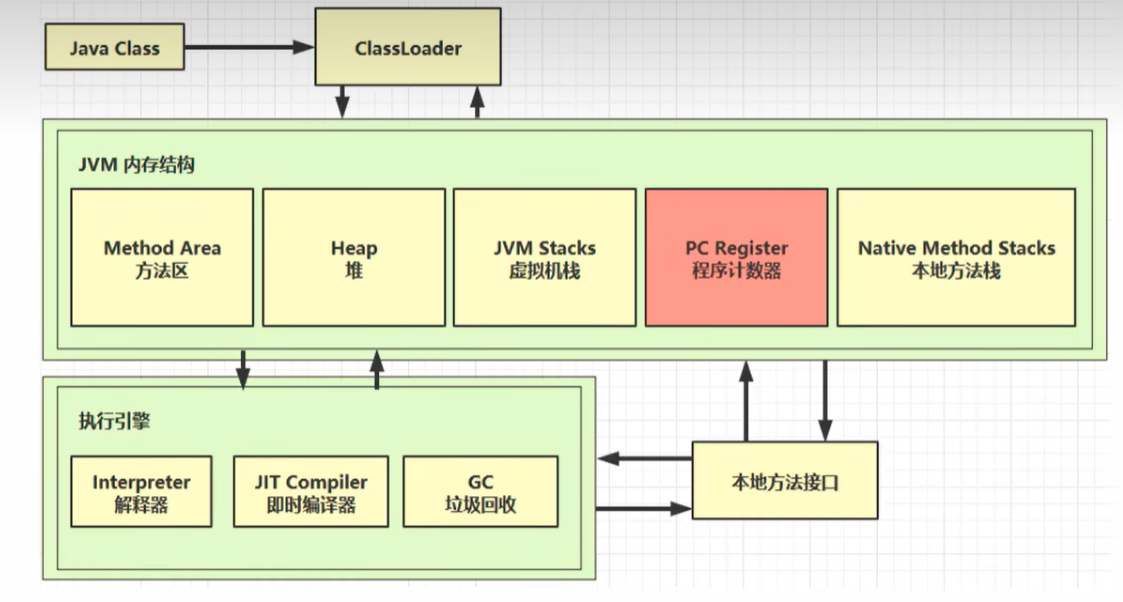 Java Class
ClassLoader
JVM 内存结构
Method Area
方法区
Heap
堆
JVM Stacks
虚拟机栈
PC Register
程序计数器
Native Method Stacks
本地方法栈
执行引擎
Interpreter
解释器
JIT Compiler
即时编译器
GC
垃圾回收
本地方法接口